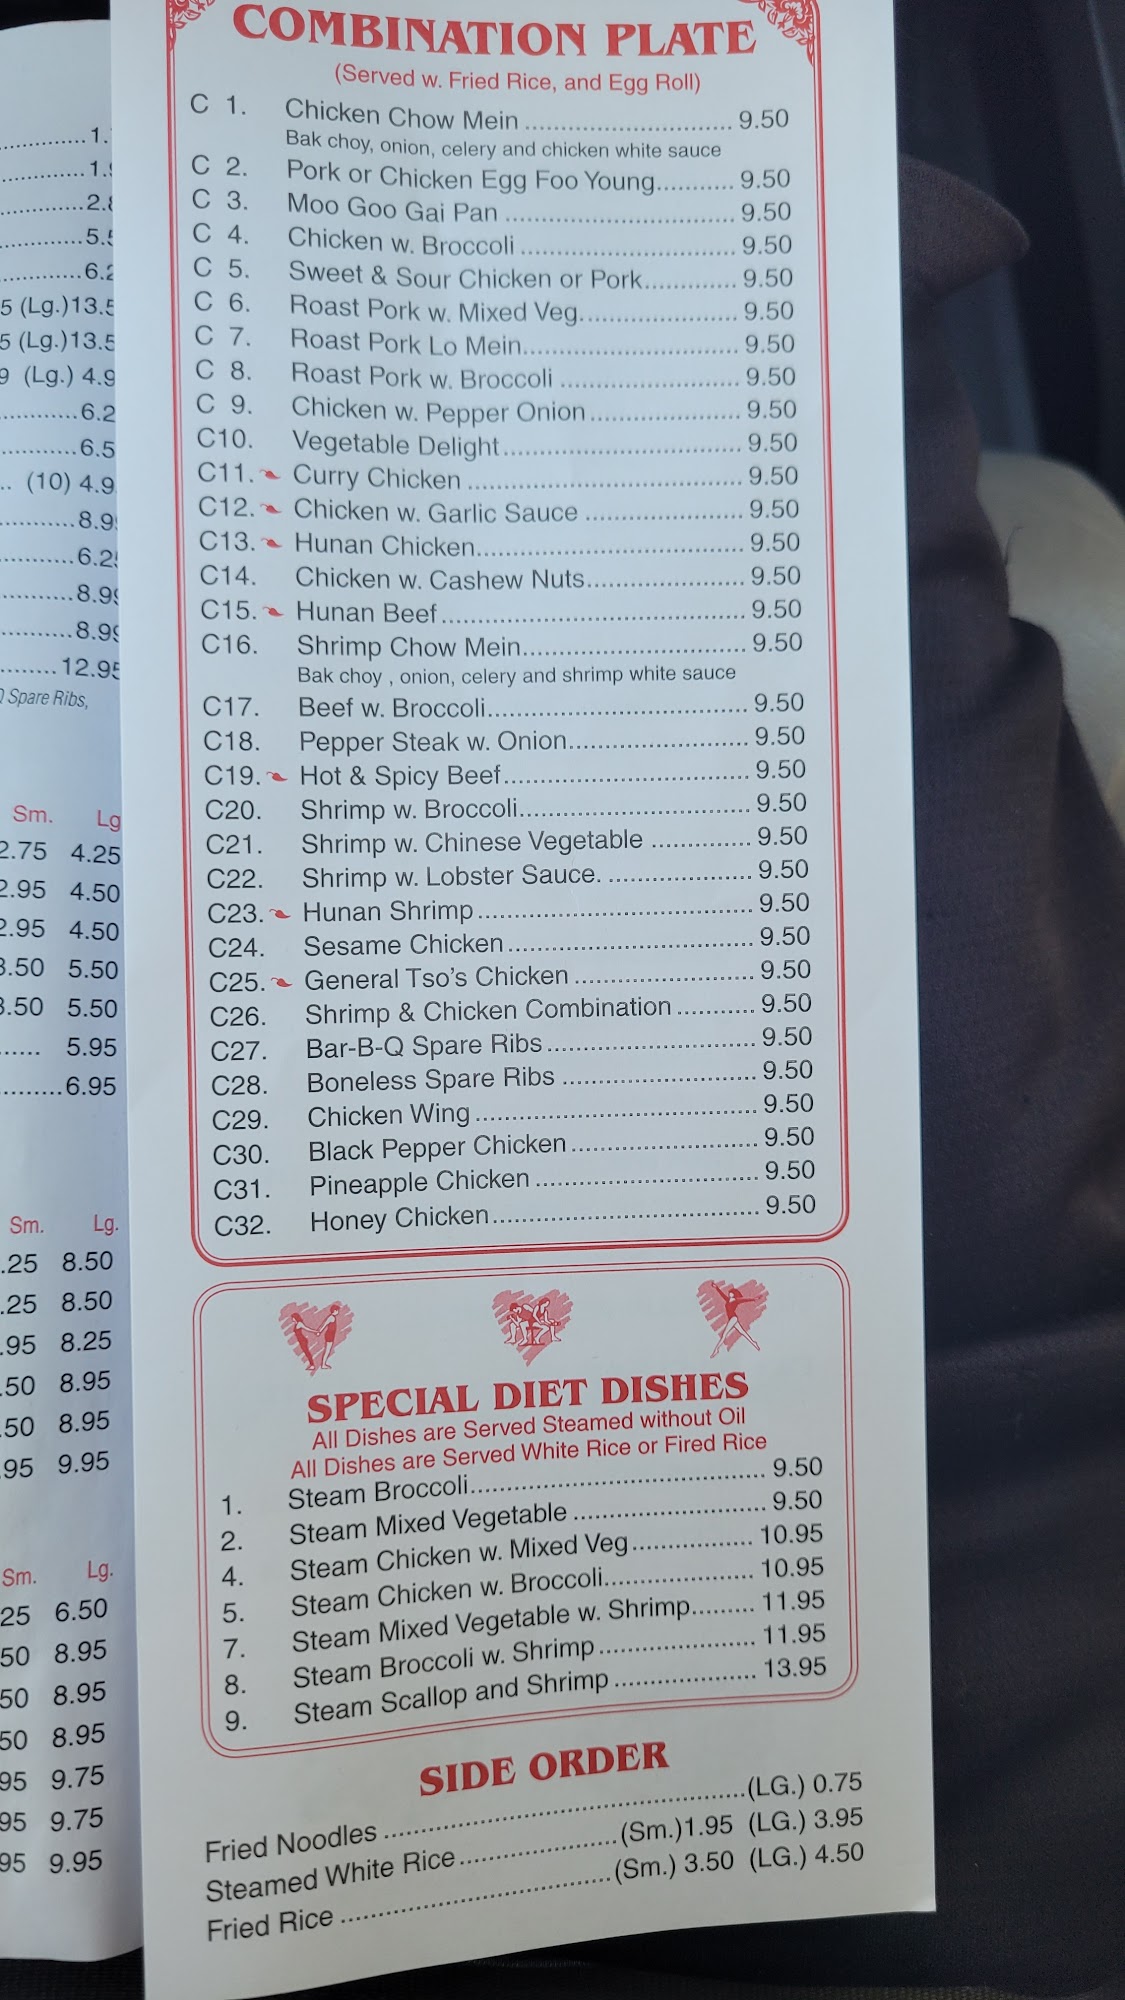 COMBINATION PLATE
(Served w. Fried Rice, and Egg Roll)
C 1. Chicken Chow Mein ............................. 9.50
Bak choy, onion, celery and chicken white sauce
C 2. Pork or Chicken Egg Foo Young........... 9.50
C 3. Moo Goo Gai Pan ................................ 9.50
C 4. Chicken w. Broccoli .............................. 9.50
C 5. Sweet & Sour Chicken or Pork............. 9.50
C 6. Roast Pork w. Mixed Veg...................... 9.50
C 7. Roast Pork Lo Mein.............................. 9.50
C 8. Roast Pork w. Broccoli ......................... 9.50
C 9. Chicken w. Pepper Onion..................... 9.50
C10. Vegetable Delight................................. 9.50
C11. Curry Chicken ...................................... 9.50
C12. Chicken w. Garlic Sauce ...................... 9.50
C13. Hunan Chicken..................................... 9.50
C14. Chicken w. Cashew Nuts...................... 9.50
C15. Hunan Beef.......................................... 9.50
C16. Shrimp Chow Mein............................... 9.50
Bak choy , onion, celery and shrimp white sauce
C17. Beef w. Broccoli.................................... 9.50
C18. Pepper Steak w. Onion......................... 9.50
C19. Hot & Spicy Beef.................................. 9.50
C20. Shrimp w. Broccoli................................ 9.50
C21. Shrimp w. Chinese Vegetable .............. 9.50
C22. Shrimp w. Lobster Sauce. .................... 9.50
C23. Hunan Shrimp...................................... 9.50
C24. Sesame Chicken.................................. 9.50
C25. General Tso's Chicken ......................... 9.50
C26. Shrimp & Chicken Combination ........... 9.50
C27. Bar-B-Q Spare Ribs............................. 9.50
C28. Boneless Spare Ribs ........................... 9.50
C29. Chicken Wing....................................... 9.50
C30. Black Pepper Chicken.......................... 9.50
C31. Pineapple Chicken ............................... 9.50
C32. Honey Chicken..................................... 9.50
SPECIAL DIET DISHES
All Dishes are Served Steamed without Oil
All Dishes are Served White Rice or Fired Rice
1. Steam Broccoli......................................... 9.50
2. Steam Mixed Vegetable ........................... 9.50
4. Steam Chicken w. Mixed Veg................. 10.95
5. Steam Chicken w. Broccoli..................... 10.95
7. Steam Mixed Vegetable w. Shrimp......... 11.95
8. Steam Broccoli w. Shrimp ...................... 11.95
9. Steam Scallop and Shrimp .................... 13.95
SIDE ORDER
Fried Noodles ..................................................(LG.) 0.75
Steamed White Rice......................(Sm.)1.95 (LG.) 3.95
Fried Rice ......................................(Sm.) 3.50 (LG.) 4.50
(Lg.)
(Lg.)
(Lg.)
(10)
12.95
Spare Ribs,
Sm. Lg
4.25
4.50
4.50
5.50
5.50
5.95
6.95
Sm. Lg.
8.50
8.50
8.25
8.95
8.95
9.95
Sm. Lg.
6.50
8.95
8.95
8.95
9.75
9.75
9.95